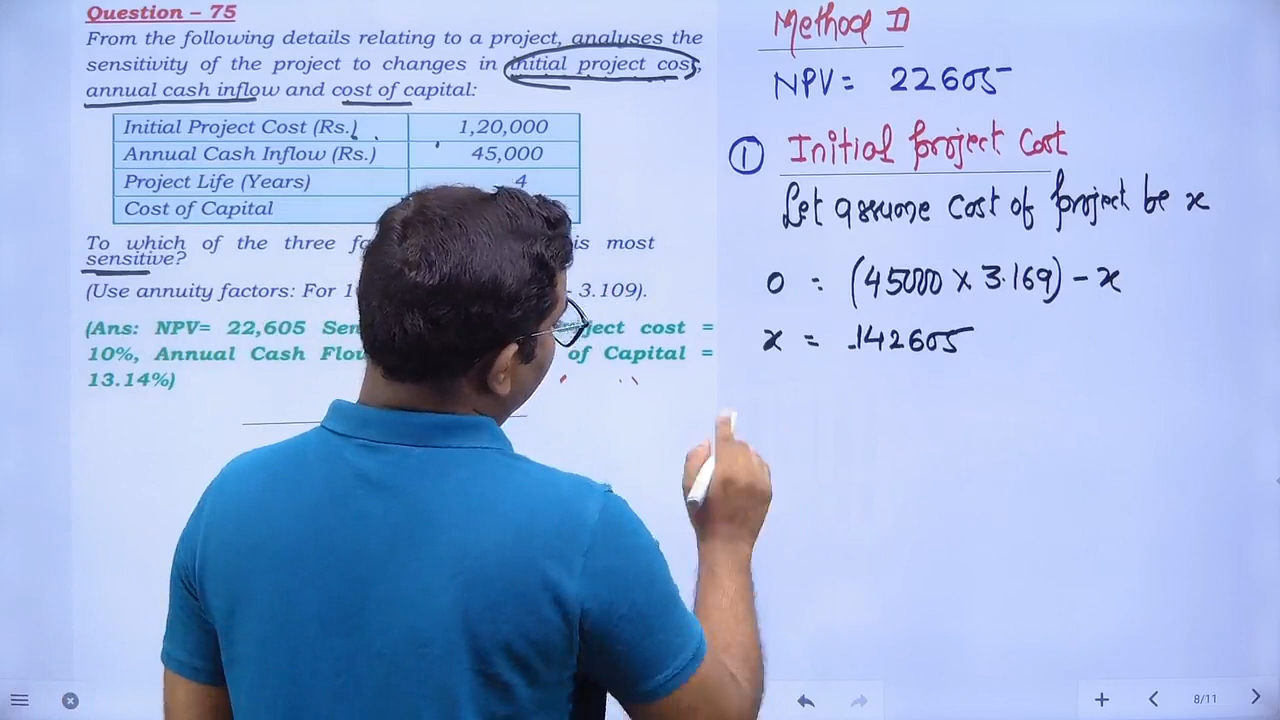 Question – 75
From the following details relating to a project, analyses the
sensitivity of the project to changes in initial project cost,
annual cash inflow and cost of capital:
Initial Project Cost (Rs.) 1,20,000
Annual Cash Inflow (Rs.) 45,000
Project Life (Years) 4
Cost of Capital
To which of the three is most
sensitive?
(Use annuity factors: For - 3.109).
(Ans: NPV= 22,605 cost =
10%, Annual Cash of Capital =
13.14%)
Method II
NPV = 22605
① Initial project cost
Let assume cost of project be x
0 = (45000 × 3.169) - x
x = 142605
8/11